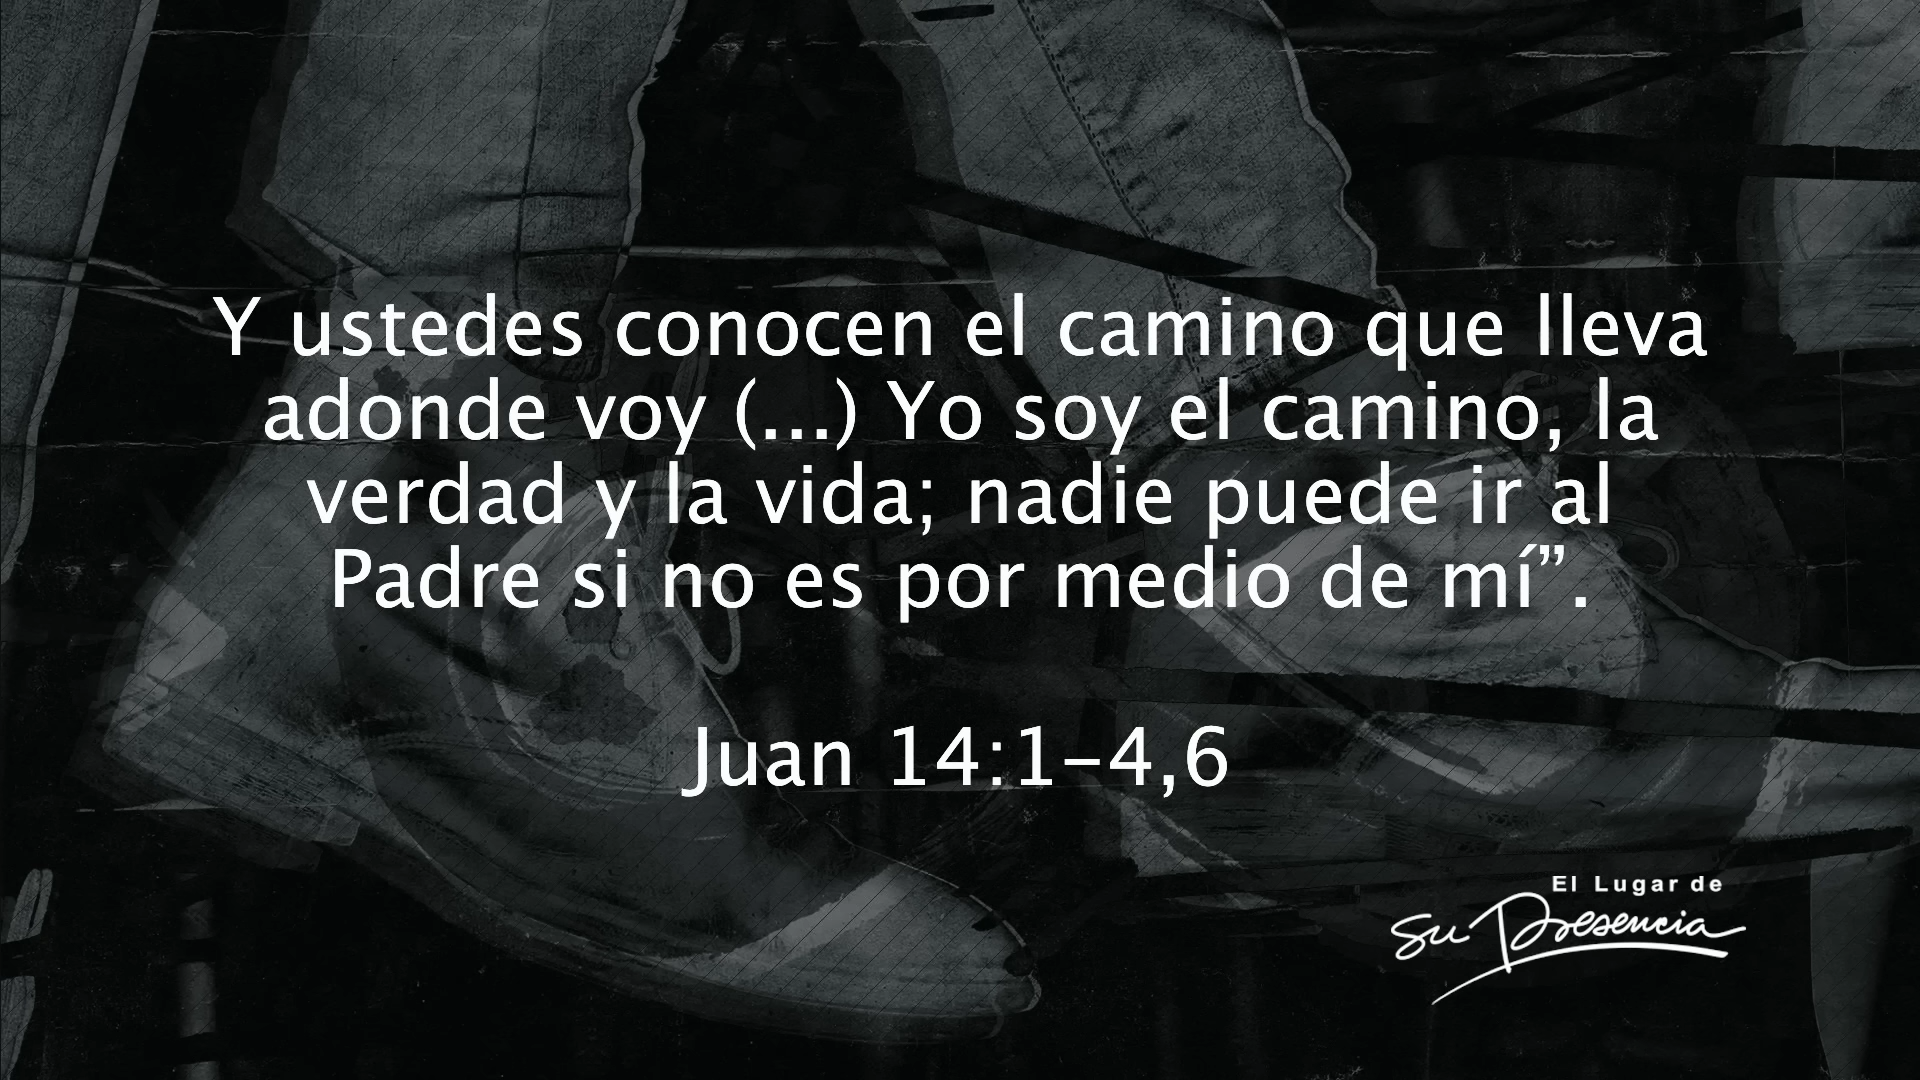 Y ustedes conocen el camino que lleva
adonde voy (...) Yo soy el camino, la
verdad y la vida; nadie puede ir al
Padre si no es por medio de mí”.
Juan 14:1-4,6
El Lugar de
Su Presencia